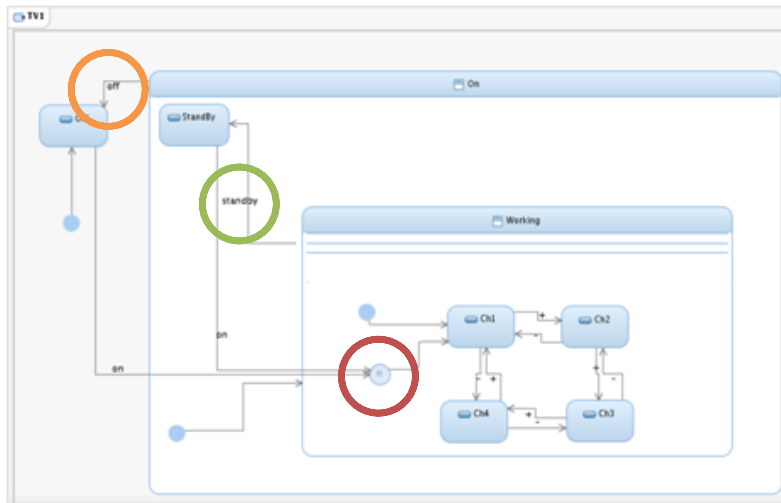 TV1
off
On
StandBy
standby
Working
Ch1
+
Ch2
-
on
+
-
-
+
on
H
Ch4
+
-
Ch3